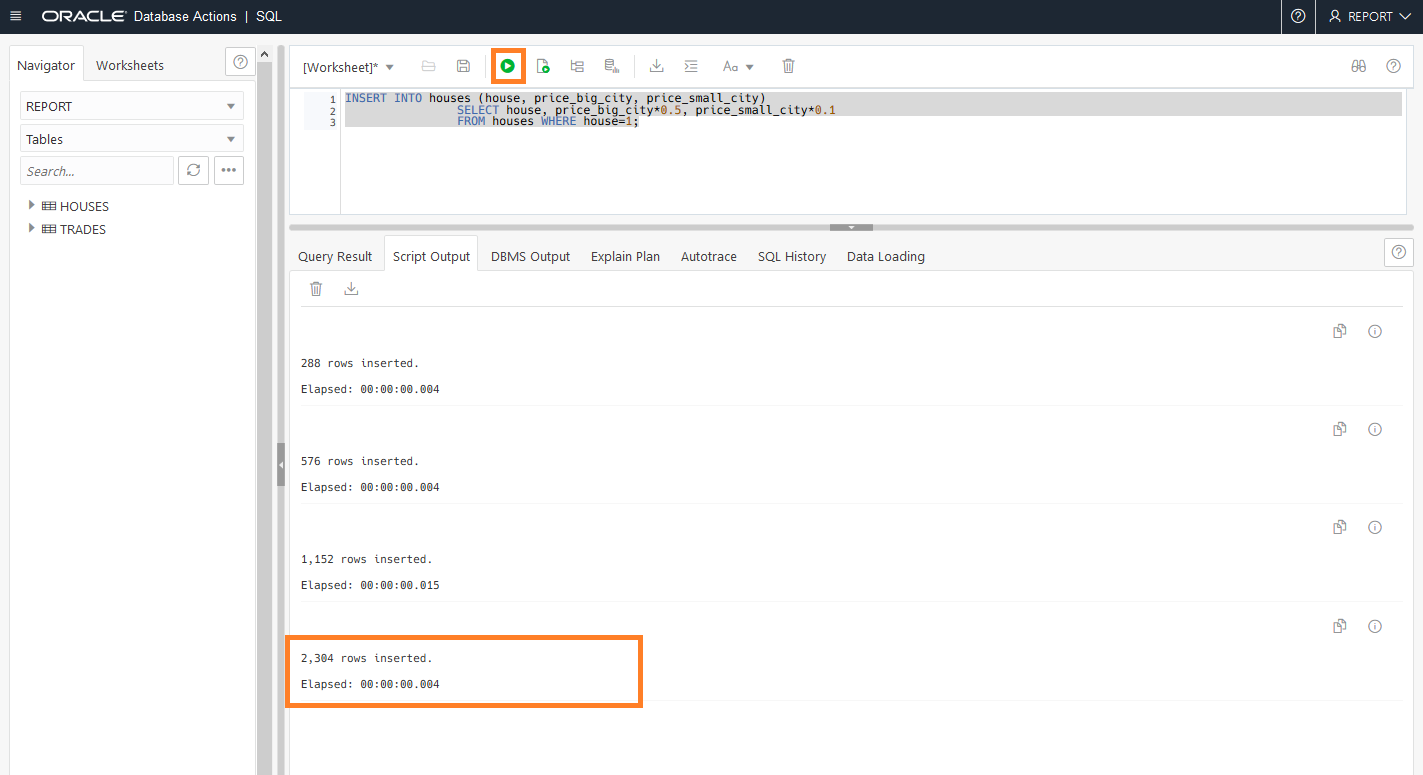 ORACLE Database Actions | SQL
REPORT
Navigator
Worksheets
REPORT
Tables
Search...
HOUSES
TRADES
[Worksheet]*
Aa
1 INSERT INTO houses (house, price_big_city, price_small_city)
2 SELECT house, price_big_city*0.5, price_small_city*0.1
3 FROM houses WHERE house=1;
Query Result
Script Output
DBMS Output
Explain Plan
Autotrace
SQL History
Data Loading
288 rows inserted.
Elapsed: 00:00:00.004
576 rows inserted.
Elapsed: 00:00:00.004
1,152 rows inserted.
Elapsed: 00:00:00.015
2,304 rows inserted.
Elapsed: 00:00:00.004